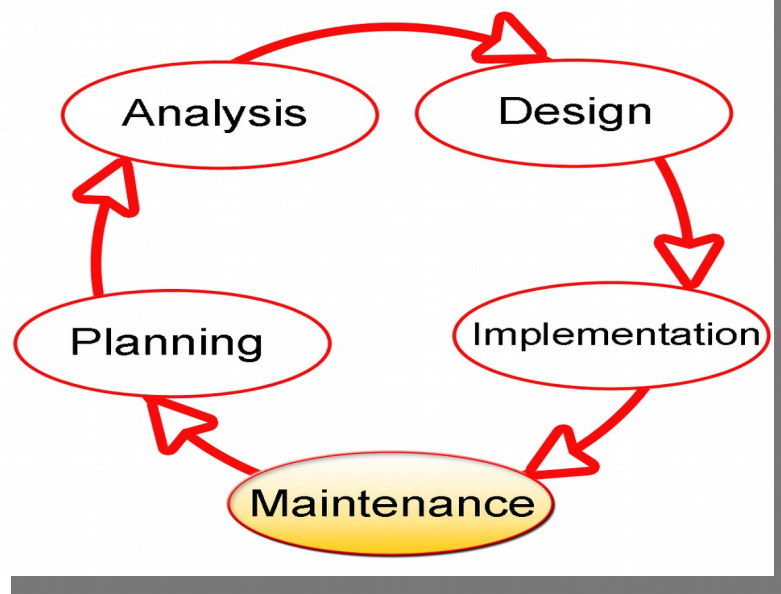 Analysis
Design
Planning
Implementation
Maintenance